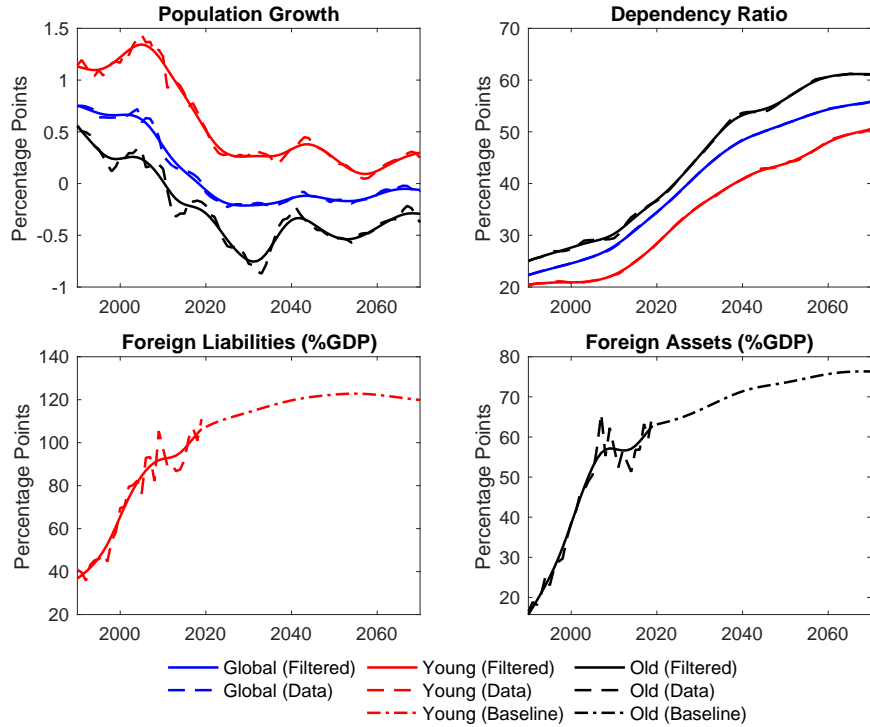 Population Growth
Dependency Ratio
1.5
1
0.5
0
-0.5
-1
Percentage Points
2000 2020 2040 2060
70
60
50
40
30
20
Percentage Points
2000 2020 2040 2060
Foreign Liabilities (%GDP)
Foreign Assets (%GDP)
140
120
100
80
60
40
20
Percentage Points
2000 2020 2040 2060
80
70
60
50
40
30
20
Percentage Points
2000 2020 2040 2060
Global (Filtered) Young (Filtered) Old (Filtered)
Global (Data) Young (Data) Old (Data)
Young (Baseline) Old (Baseline)